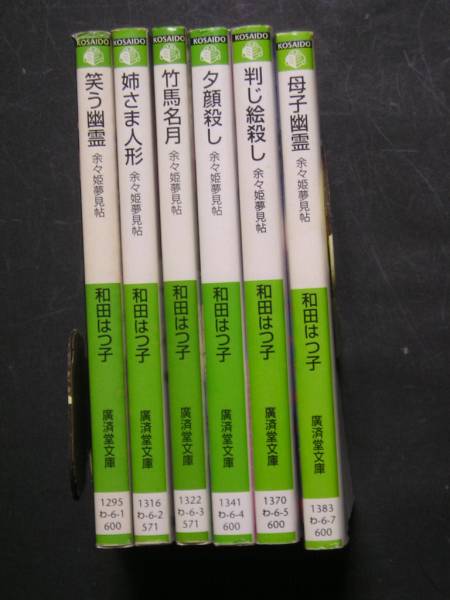 KOSAIDO
笑う幽霊
余々姫夢見帖
和田はつ子
廣済堂文庫
1295
わ-6-1
600
KOSAIDO
姉さま人形
余々姫夢見帖
和田はつ子
廣済堂文庫
1316
わ-6-2
571
KOSAIDO
竹馬名月
余々姫夢見帖
和田はつ子
廣済堂文庫
1322
わ-6-3
571
KOSAIDO
夕顔殺し
余々姫夢見帖
和田はつ子
廣済堂文庫
1341
わ-6-4
600
KOSAIDO
判じ絵殺し
余々姫夢見帖
和田はつ子
廣済堂文庫
1370
わ-6-5
600
KOSAIDO
母子幽霊
余々姫夢見帖
和田はつ子
廣済堂文庫
1383
わ-6-7
600